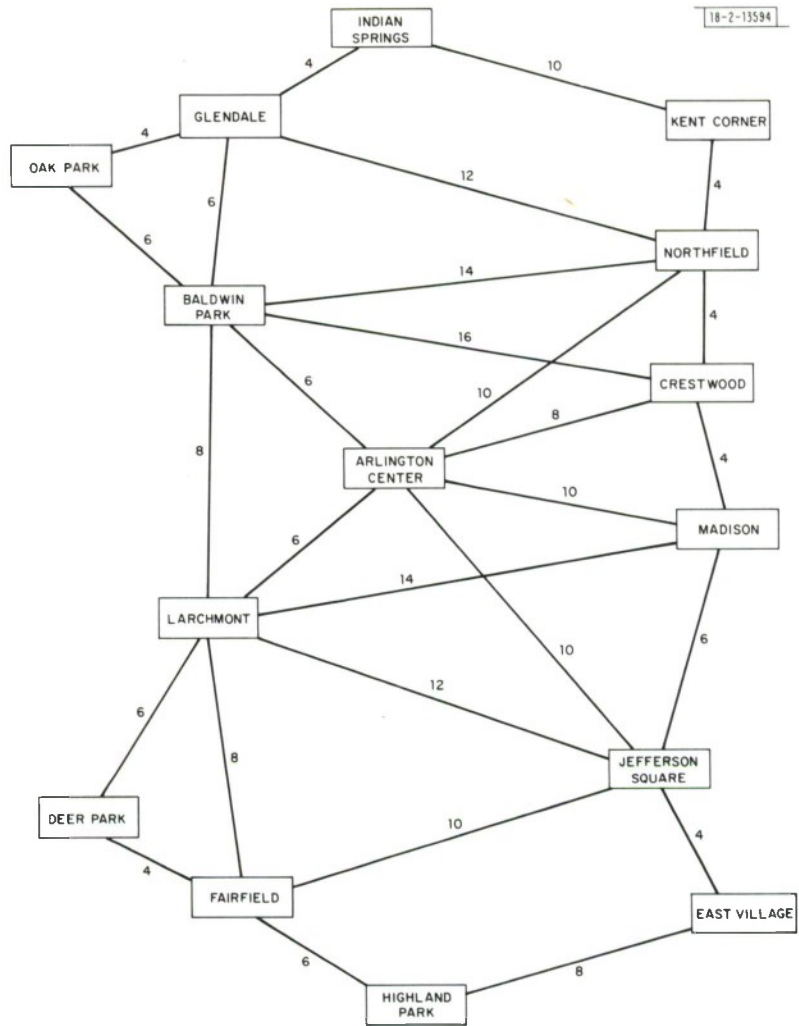 18-2-13594
INDIAN
SPRINGS
4
10
GLENDALE
KENT CORNER
4
OAK PARK
12
4
6
6
NORTHFIELD
14
BALDWIN
PARK
4
16
6
CRESTWOOD
10
8
8
ARLINGTON
CENTER
4
10
MADISON
6
14
LARCHMONT
6
10
12
6
8
JEFFERSON
SQUARE
DEER PARK
10
4
4
FAIRFIELD
EAST VILLAGE
6
8
HIGHLAND
PARK